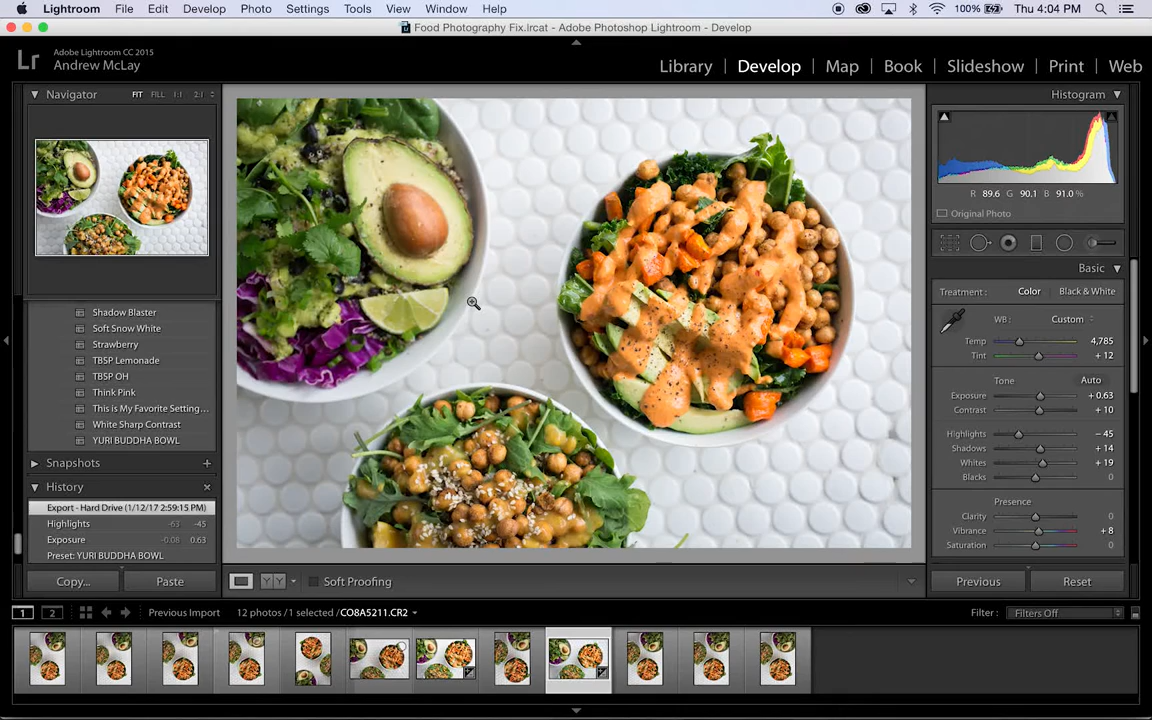 Lightroom File Edit Develop Photo Settings Tools View Window Help 100% Thu 4:04 PM
Food Photography Fix.lrcat - Adobe Photoshop Lightroom - Develop
Lr Adobe Lightroom CC 2015
Andrew McLay
Library | Develop | Map | Book | Slideshow | Print | Web
Navigator FIT FILL 1:1 2:1
Histogram
R 89.6 G 90.1 B 91.0 %
Original Photo
Basic
Treatment : Color Black & White
WB : Custom
Temp 4,785
Tint + 12
Tone Auto
Exposure + 0.63
Contrast + 10
Highlights − 45
Shadows + 14
Whites + 19
Blacks 0
Presence
Clarity 0
Vibrance + 8
Saturation 0
Shadow Blaster
Soft Snow White
Strawberry
TBSP Lemonade
TBSP OH
Think Pink
This is My Favorite Setting...
White Sharp Contrast
YURI BUDDHA BOWL
Snapshots +
History ×
Export - Hard Drive (1/12/17 2:59:15 PM)
Highlights -63 -45
Exposure -0.08 0.63
Preset: YURI BUDDHA BOWL
Copy... Paste
Y Y Soft Proofing
Previous Reset
1 2 Previous Import 12 photos / 1 selected / CO8A5211.CR2 Filter : Filters Off